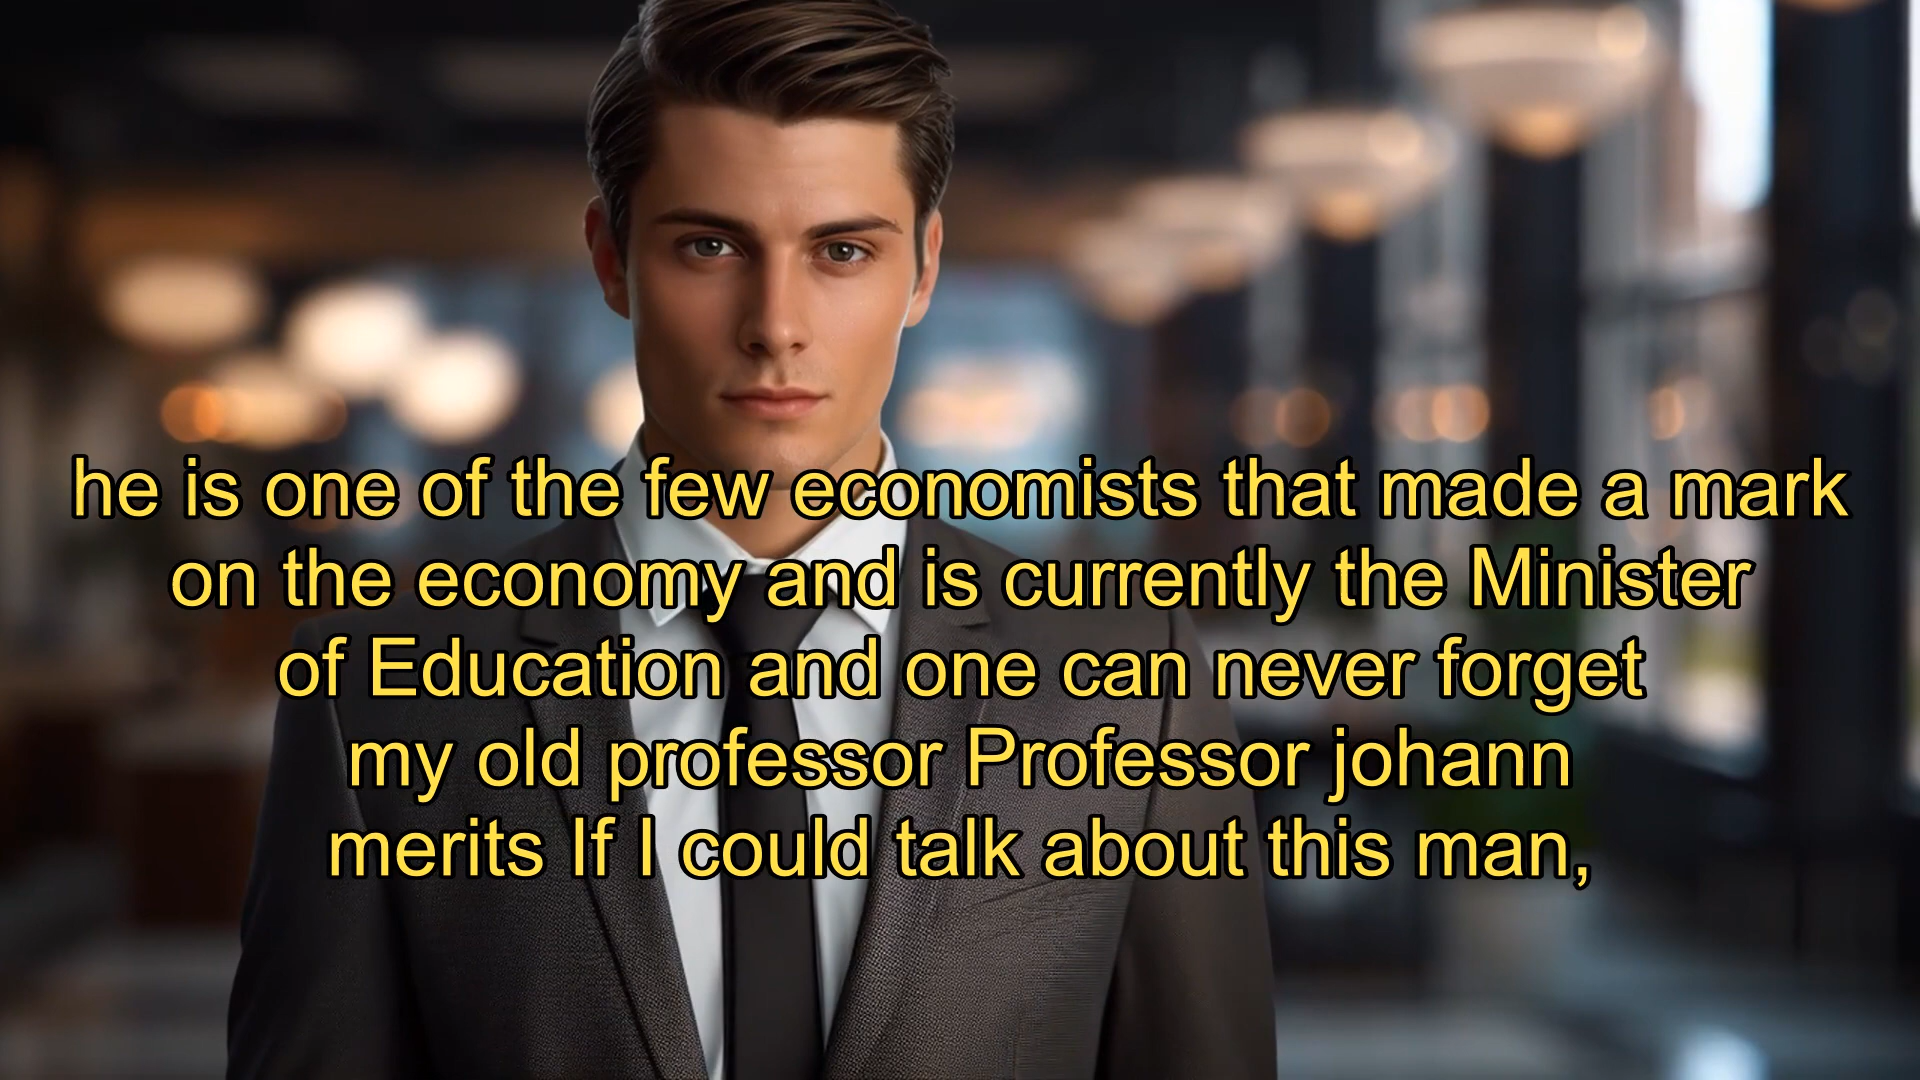 he is one of the few economists that made a mark
on the economy and is currently the Minister
of Education and one can never forget
my old professor Professor johann
merits If I could talk about this man,